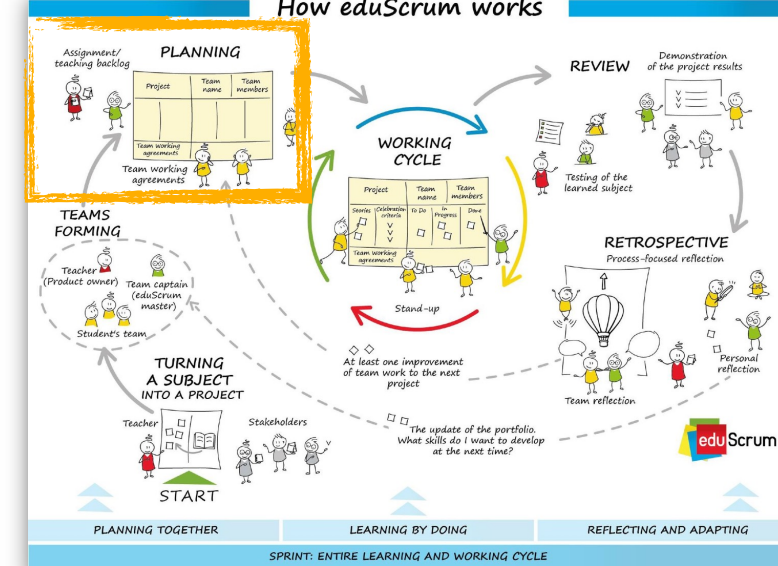 How eduScrum works
Assignment/
teaching backlog
PLANNING
Project
Team
name
Team
members
Team Working
agreements
Team Working
agreements
REVIEW
Demonstration
of the project results
Testing of the
learned subject
WORKING
CYCLE
Project
Team
name
Team
members
Stories
Celebration
criteria
To Do
In
Progress
Done
Team Working
agreements
Stand-up
TEAMS
FORMING
Teacher
(Product owner)
Team captain
(eduScrum
master)
Student's team
RETROSPECTIVE
Process-focused reflection
Team reflection
Personal
reflection
At least one improvement
of team work to the next
project
TURNING
A SUBJECT
INTO A PROJECT
Teacher
Stakeholders
START
The update of the portfolio.
What skills do I want to develop
at the next time?
eduScrum
PLANNING TOGETHER
LEARNING BY DOING
REFLECTING AND ADAPTING
SPRINT: ENTIRE LEARNING AND WORKING CYCLE